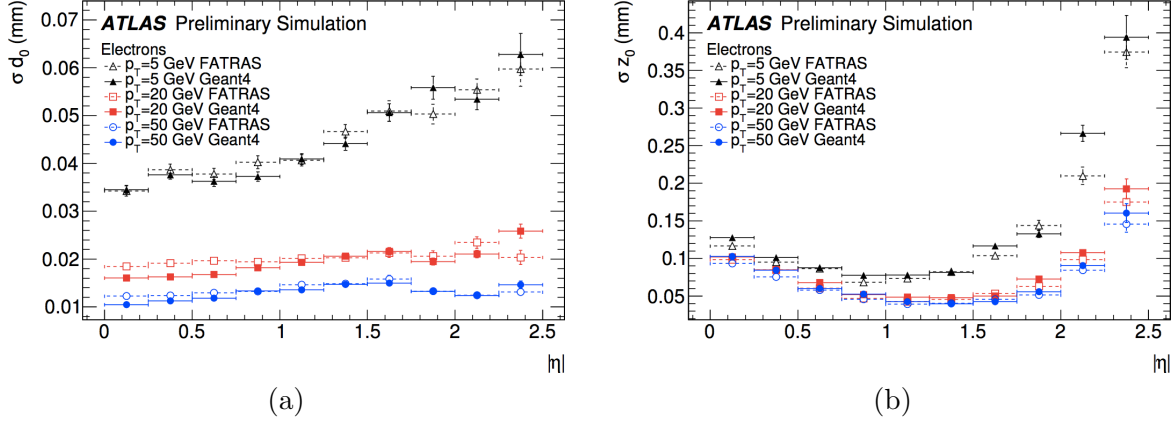 ATLAS Preliminary Simulation
σ d0 (mm)
Electrons
pT=5 GeV FATRAS
pT=5 GeV Geant4
pT=20 GeV FATRAS
pT=20 GeV Geant4
pT=50 GeV FATRAS
pT=50 GeV Geant4
0.07
0.06
0.05
0.04
0.03
0.02
0.01
0 0.5 1 1.5 2 2.5
|η|
(a)
ATLAS Preliminary Simulation
σ z0 (mm)
Electrons
pT=5 GeV FATRAS
pT=5 GeV Geant4
pT=20 GeV FATRAS
pT=20 GeV Geant4
pT=50 GeV FATRAS
pT=50 GeV Geant4
0.4
0.35
0.3
0.25
0.2
0.15
0.1
0.05
0 0.5 1 1.5 2 2.5
|η|
(b)